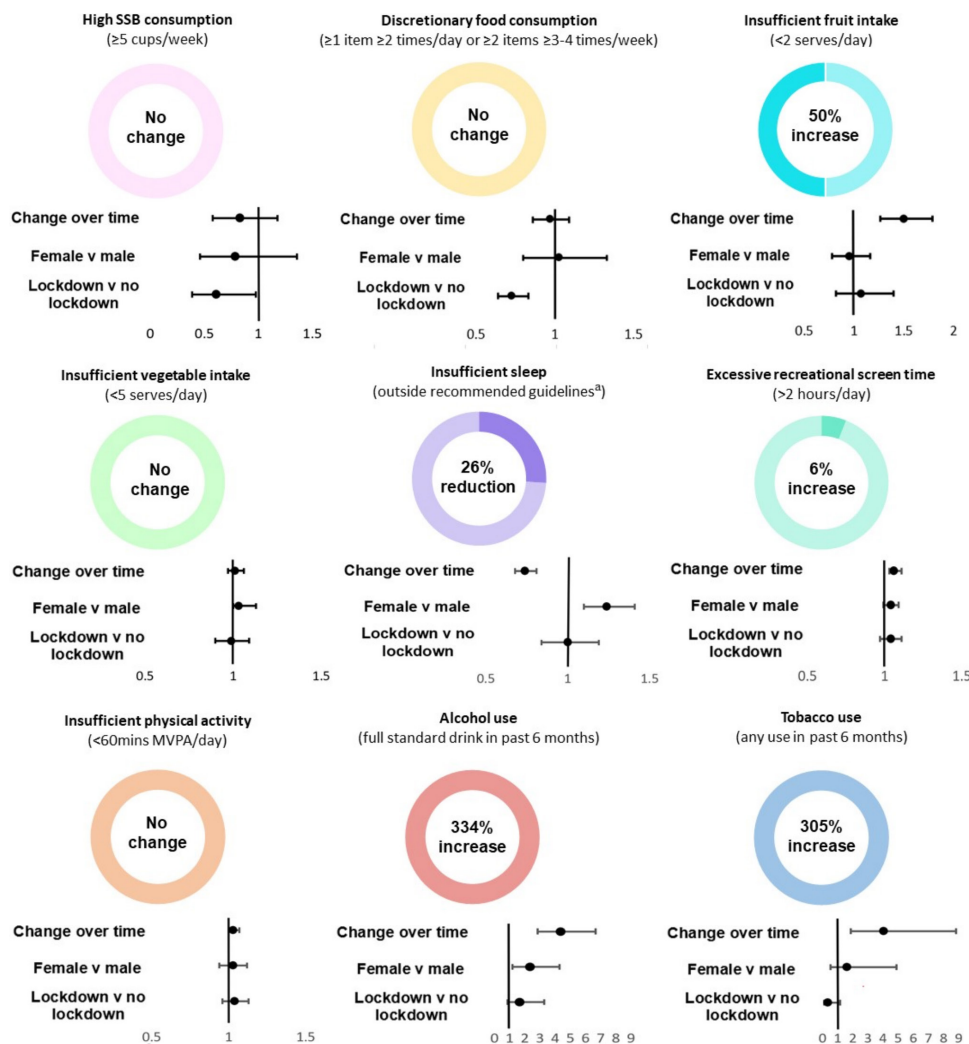 High SSB consumption
(≥5 cups/week)
No
change
Change over time
Female v male
Lockdown v no
lockdown
0 0.5 1 1.5
Discretionary food consumption
(≥1 item ≥2 times/day or ≥2 items ≥3-4 times/week)
No
change
Change over time
Female v male
Lockdown v no
lockdown
0.5 1 1.5
Insufficient fruit intake
(<2 serves/day)
50%
increase
Change over time
Female v male
Lockdown v no
lockdown
0.5 1 1.5 2
Insufficient vegetable intake
(<5 serves/day)
No
change
Change over time
Female v male
Lockdown v no
lockdown
0.5 1 1.5
Insufficient sleep
(outside recommended guidelinesᵃ)
26%
reduction
Change over time
Female v male
Lockdown v no
lockdown
0.5 1 1.5
Excessive recreational screen time
(>2 hours/day)
6%
increase
Change over time
Female v male
Lockdown v no
lockdown
0.5 1 1.5
Insufficient physical activity
(<60mins MVPA/day)
No
change
Change over time
Female v male
Lockdown v no
lockdown
0.5 1 1.5
Alcohol use
(full standard drink in past 6 months)
334%
increase
Change over time
Female v male
Lockdown v no
lockdown
0 1 2 3 4 5 6 7 8 9
Tobacco use
(any use in past 6 months)
305%
increase
Change over time
Female v male
Lockdown v no
lockdown
0 1 2 3 4 5 6 7 8 9